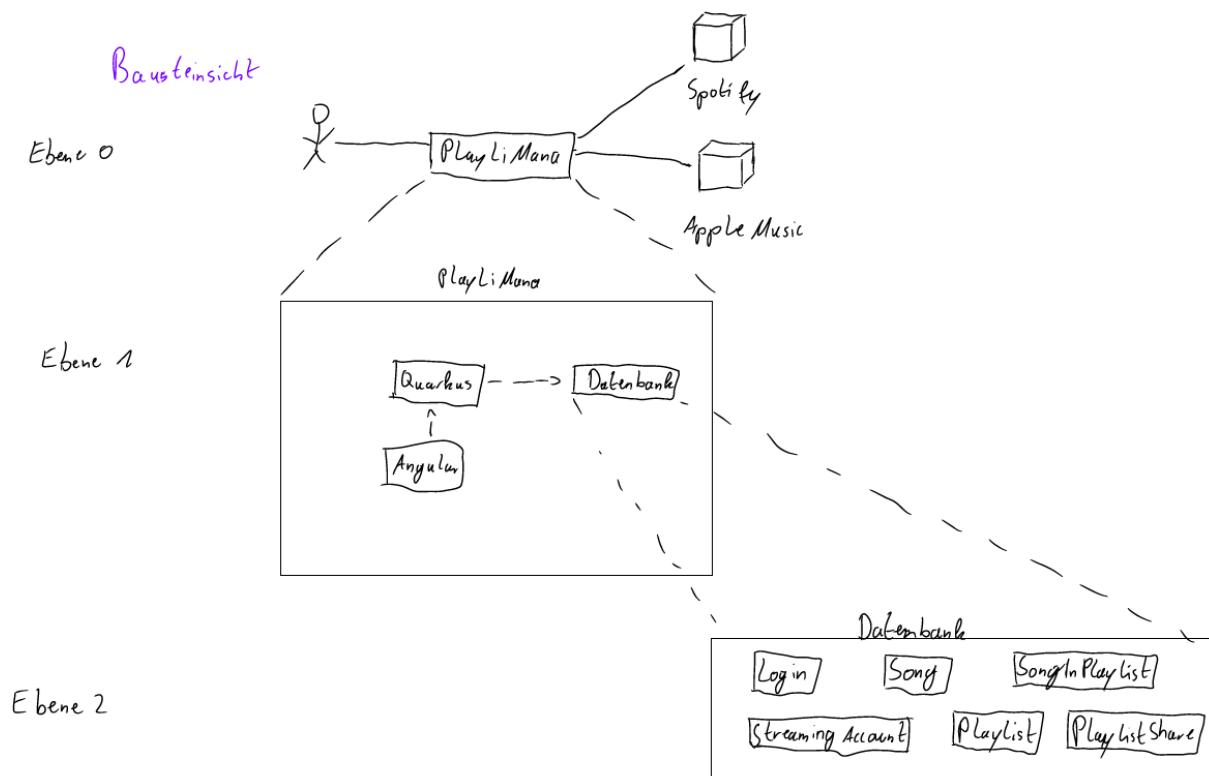 Bausteinsicht
Spotify
Ebene 0
PlayLiMana
Apple Music
PlayLiMana
Ebene 1
Quarkus
Datenbank
Angular
Datenbank
Login
Song
SongInPlaylist
Ebene 2
Streaming Account
Playlist
PlaylistShare